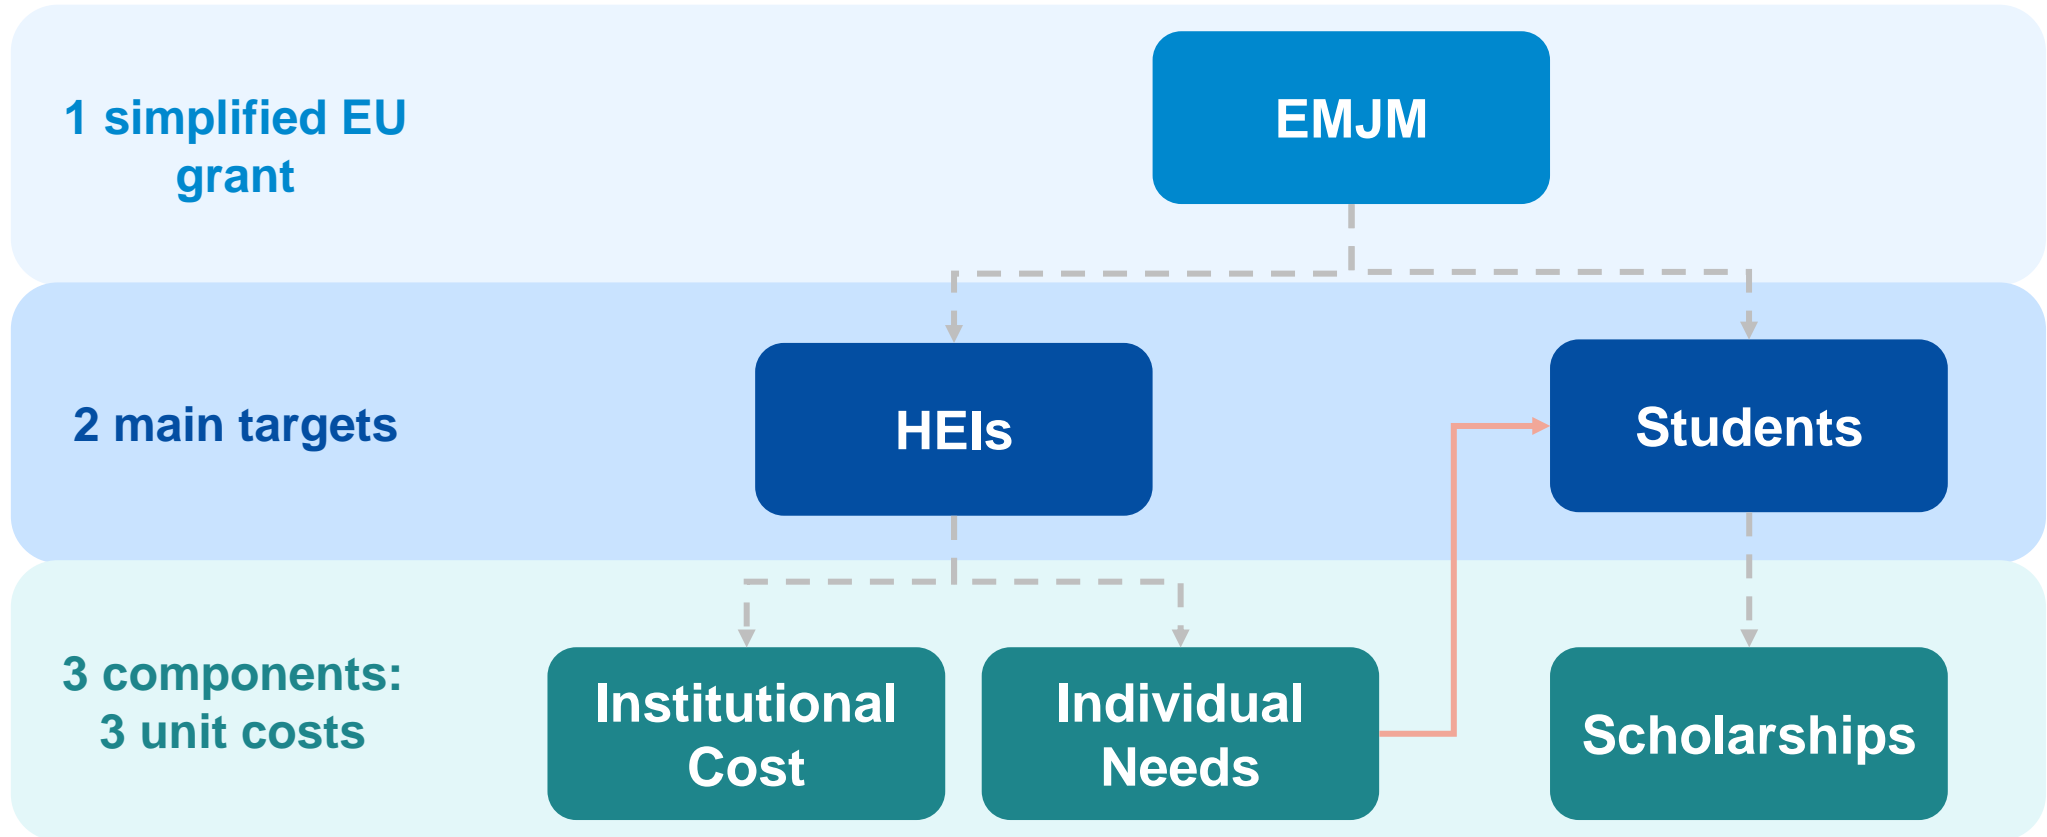 1 simplified EU
grant
EMJM
2 main targets
HEIs
Students
3 components:
3 unit costs
Institutional
Cost
Individual
Needs
Scholarships